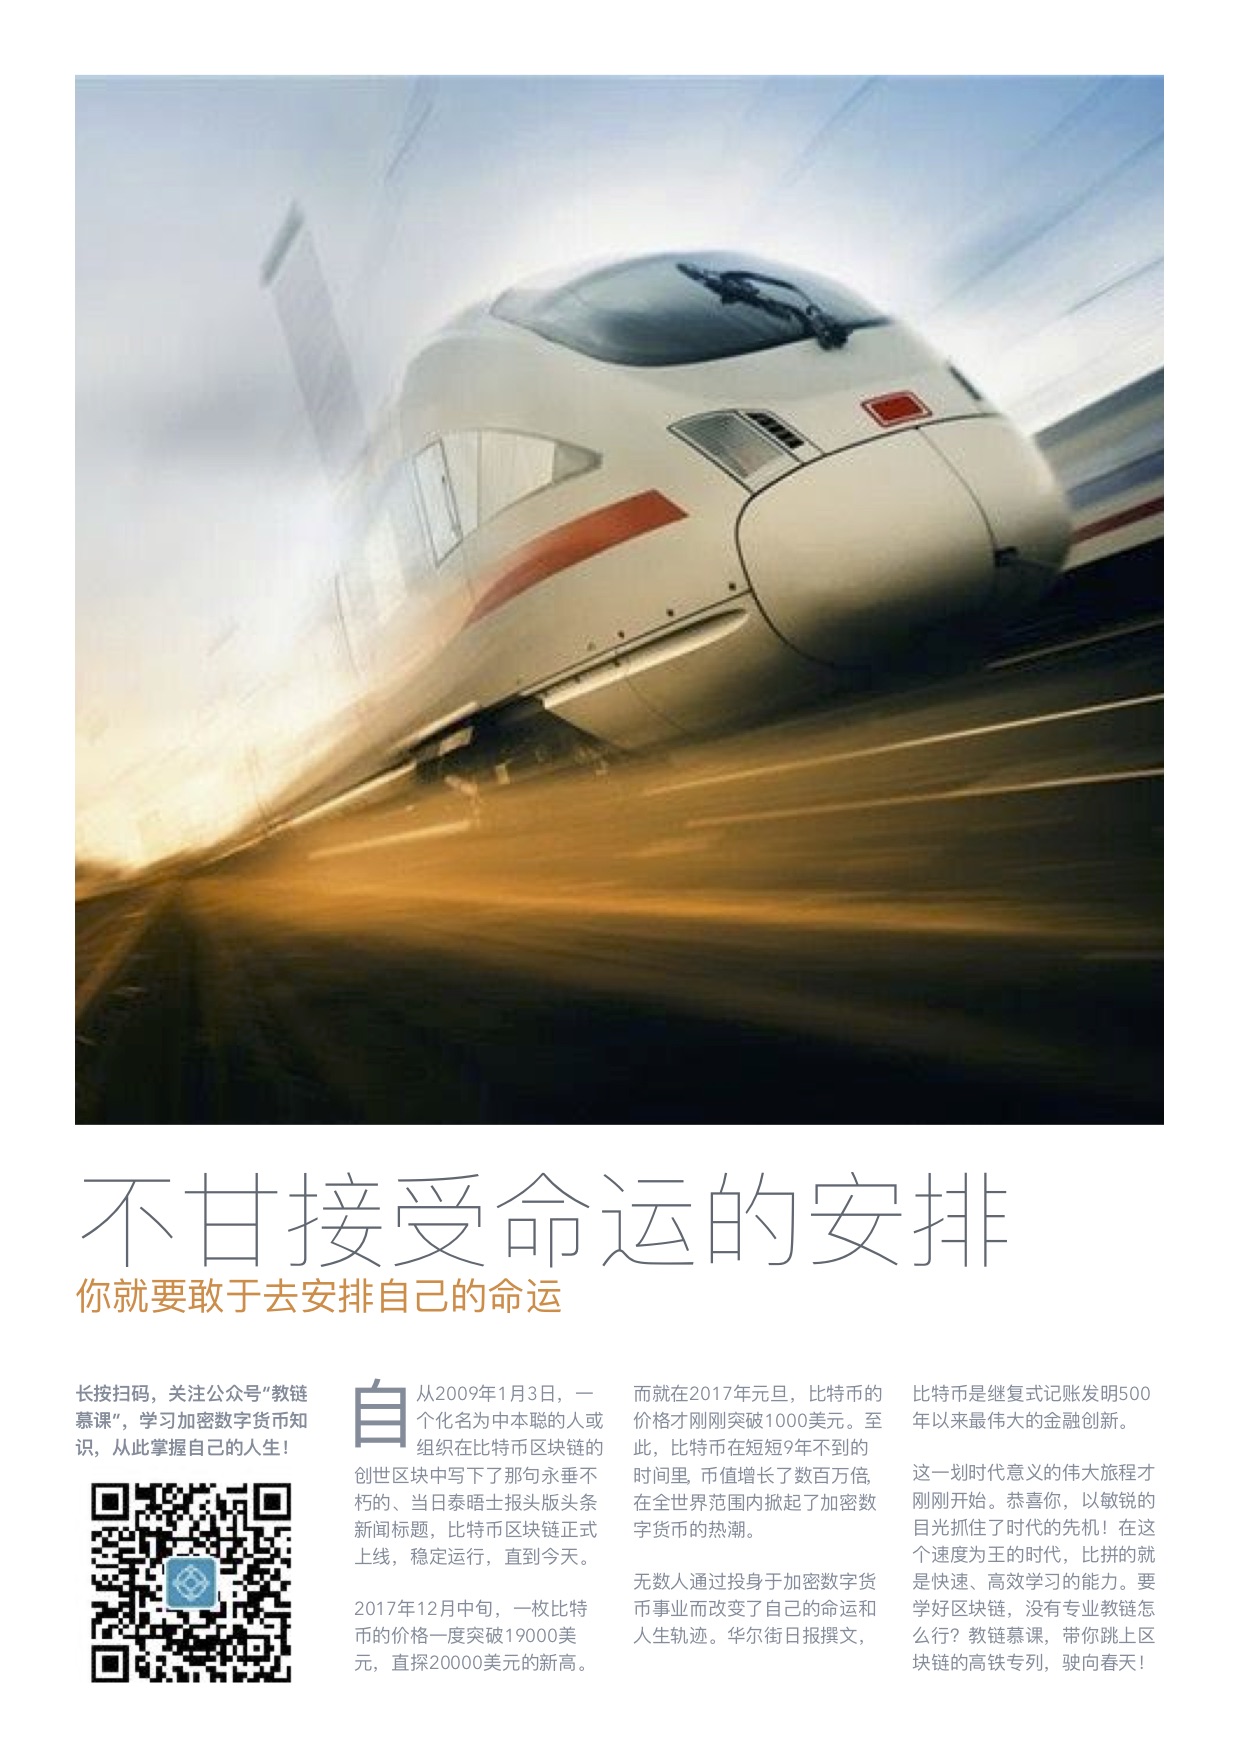 不甘接受命运的安排
你就要敢于去安排自己的命运
长按扫码，关注公众号“教链
慕课”，学习加密数字货币知
识，从此掌握自己的人生！
自从2009年1月3日，一
个化名为中本聪的人或
组织在比特币区块链的
创世区块中写下了那句永垂不
朽的、当日泰晤士报头版头条
新闻标题，比特币区块链正式
上线，稳定运行，直到今天。
2017年12月中旬，一枚比特
币的价格一度突破19000美
元，直探20000美元的新高。
而就在2017年元旦，比特币的
价格才刚刚突破1000美元。至
此，比特币在短短9年不到的
时间里，币值增长了数百万倍，
在全世界范围内掀起了加密数
字货币的热潮。
无数人通过投身于加密数字货
币事业而改变了自己的命运和
人生轨迹。华尔街日报撰文，
比特币是继复式记账发明500
年以来最伟大的金融创新。
这一划时代意义的伟大旅程才
刚刚开始。恭喜你，以敏锐的
目光抓住了时代的先机！在这
个速度为王的时代，比拼的就
是快速、高效学习的能力。要
学好区块链，没有专业教链怎
么行？教链慕课，带你跳上区
块链的高铁专列，驶向春天！